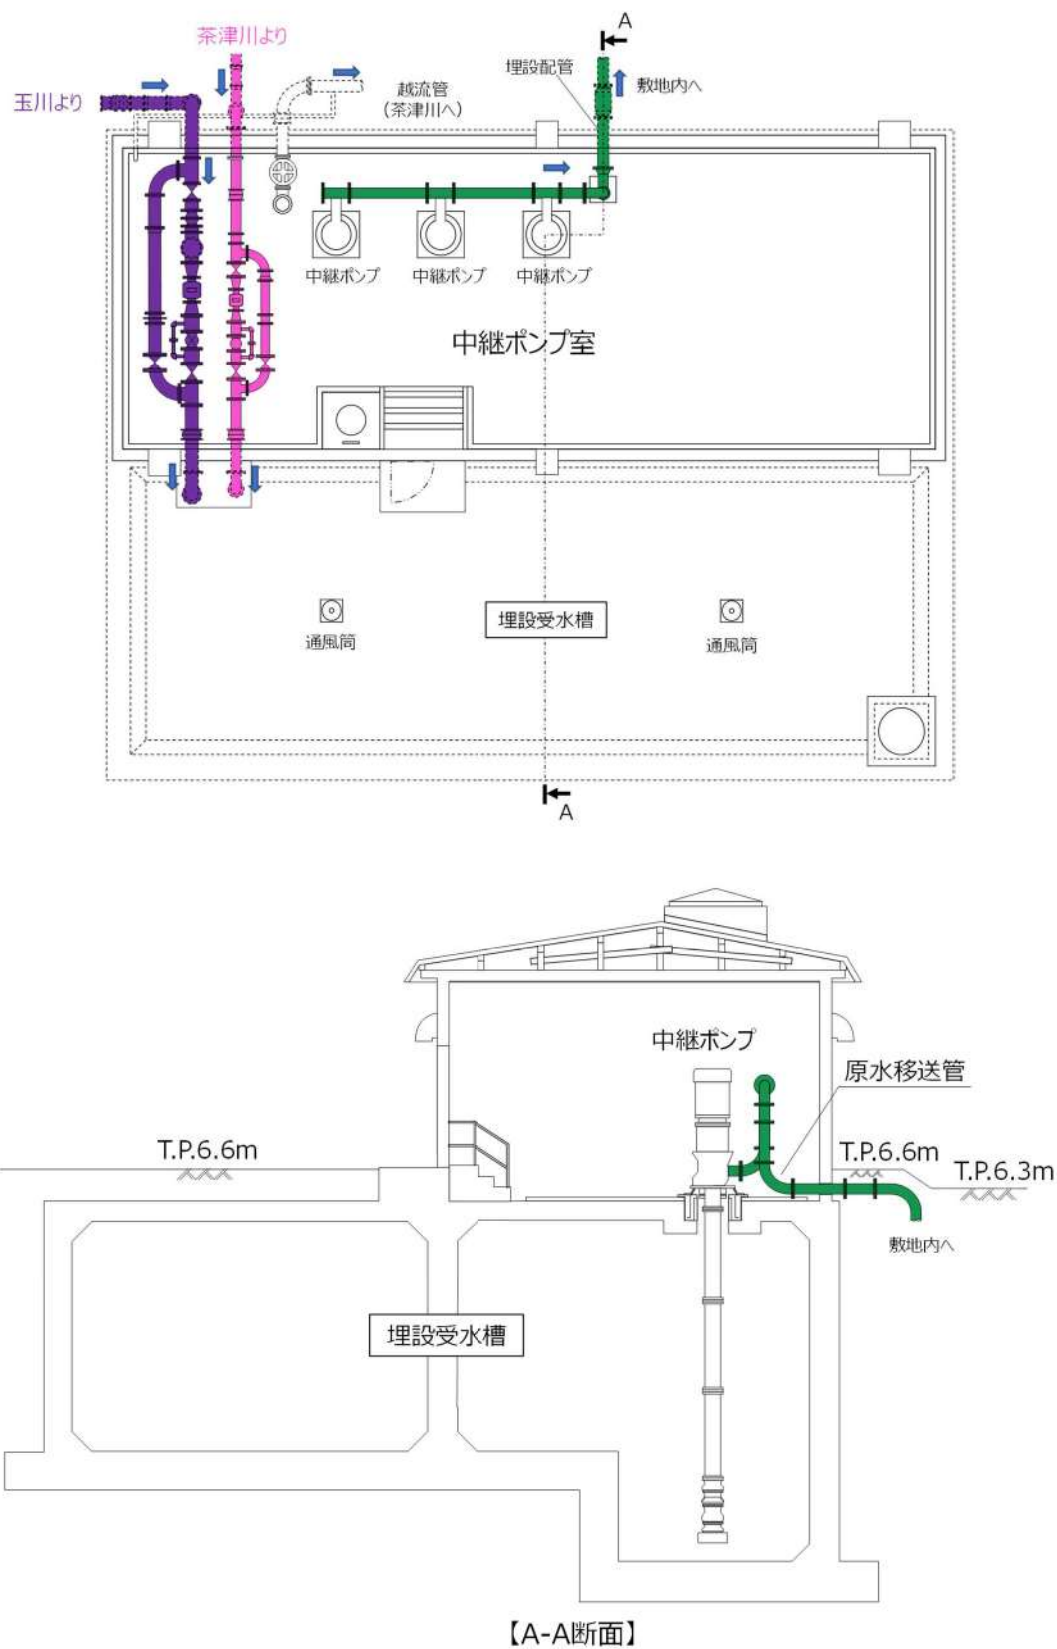 A
茶津川より
埋設配管
敷地内へ
越流管
(茶津川へ)
玉川より
中継ポンプ
中継ポンプ
中継ポンプ
中継ポンプ室
埋設受水槽
通風筒
通風筒
A
中継ポンプ
原水移送管
T.P.6.6m
T.P.6.6m
T.P.6.3m
敷地内へ
埋設受水槽
【A-A断面】